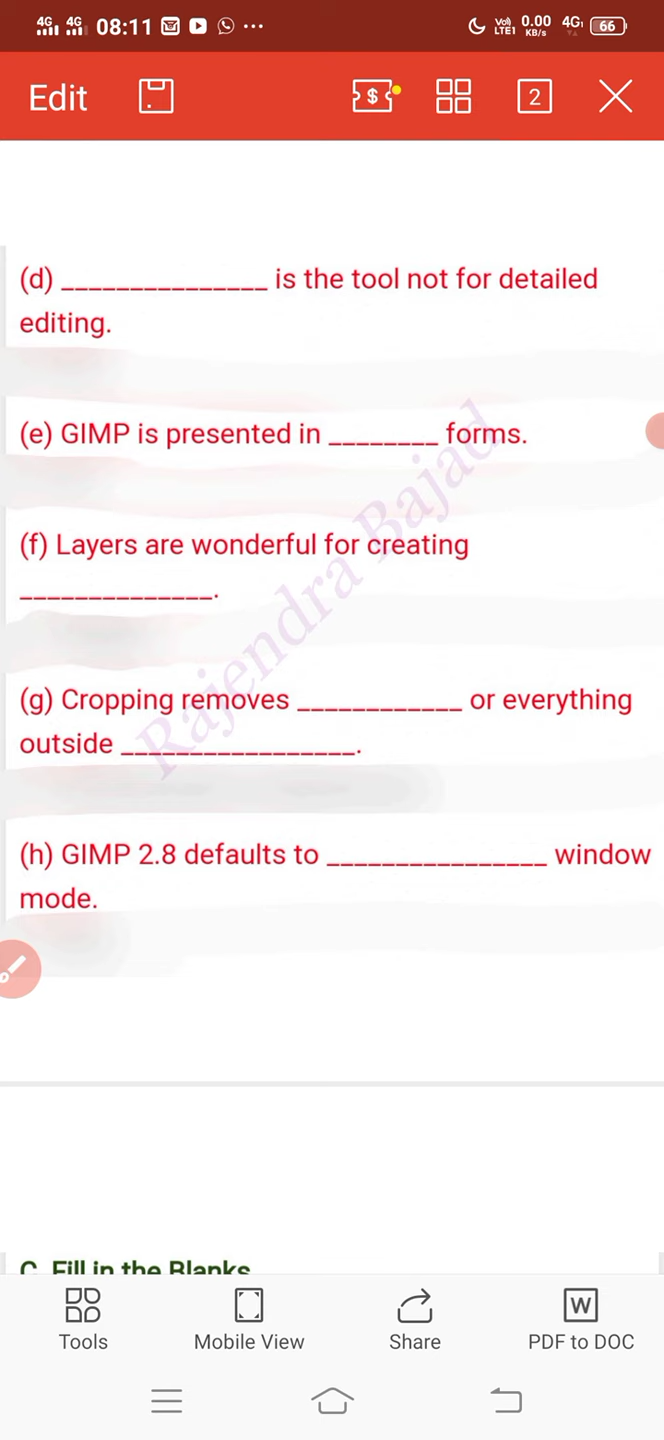 4G 4G 08:11 ... Vo) LTE1 0.00 KB/s 4G 66
Edit $ 2
(d) _______________ is the tool not for detailed
editing.
(e) GIMP is presented in ________ forms.
(f) Layers are wonderful for creating
______________.
(g) Cropping removes ____________ or everything
outside _________________.
(h) GIMP 2.8 defaults to ________________ window
mode.
Rajendra Bajad
C. Fill in the Blanks
W
Tools Mobile View Share PDF to DOC